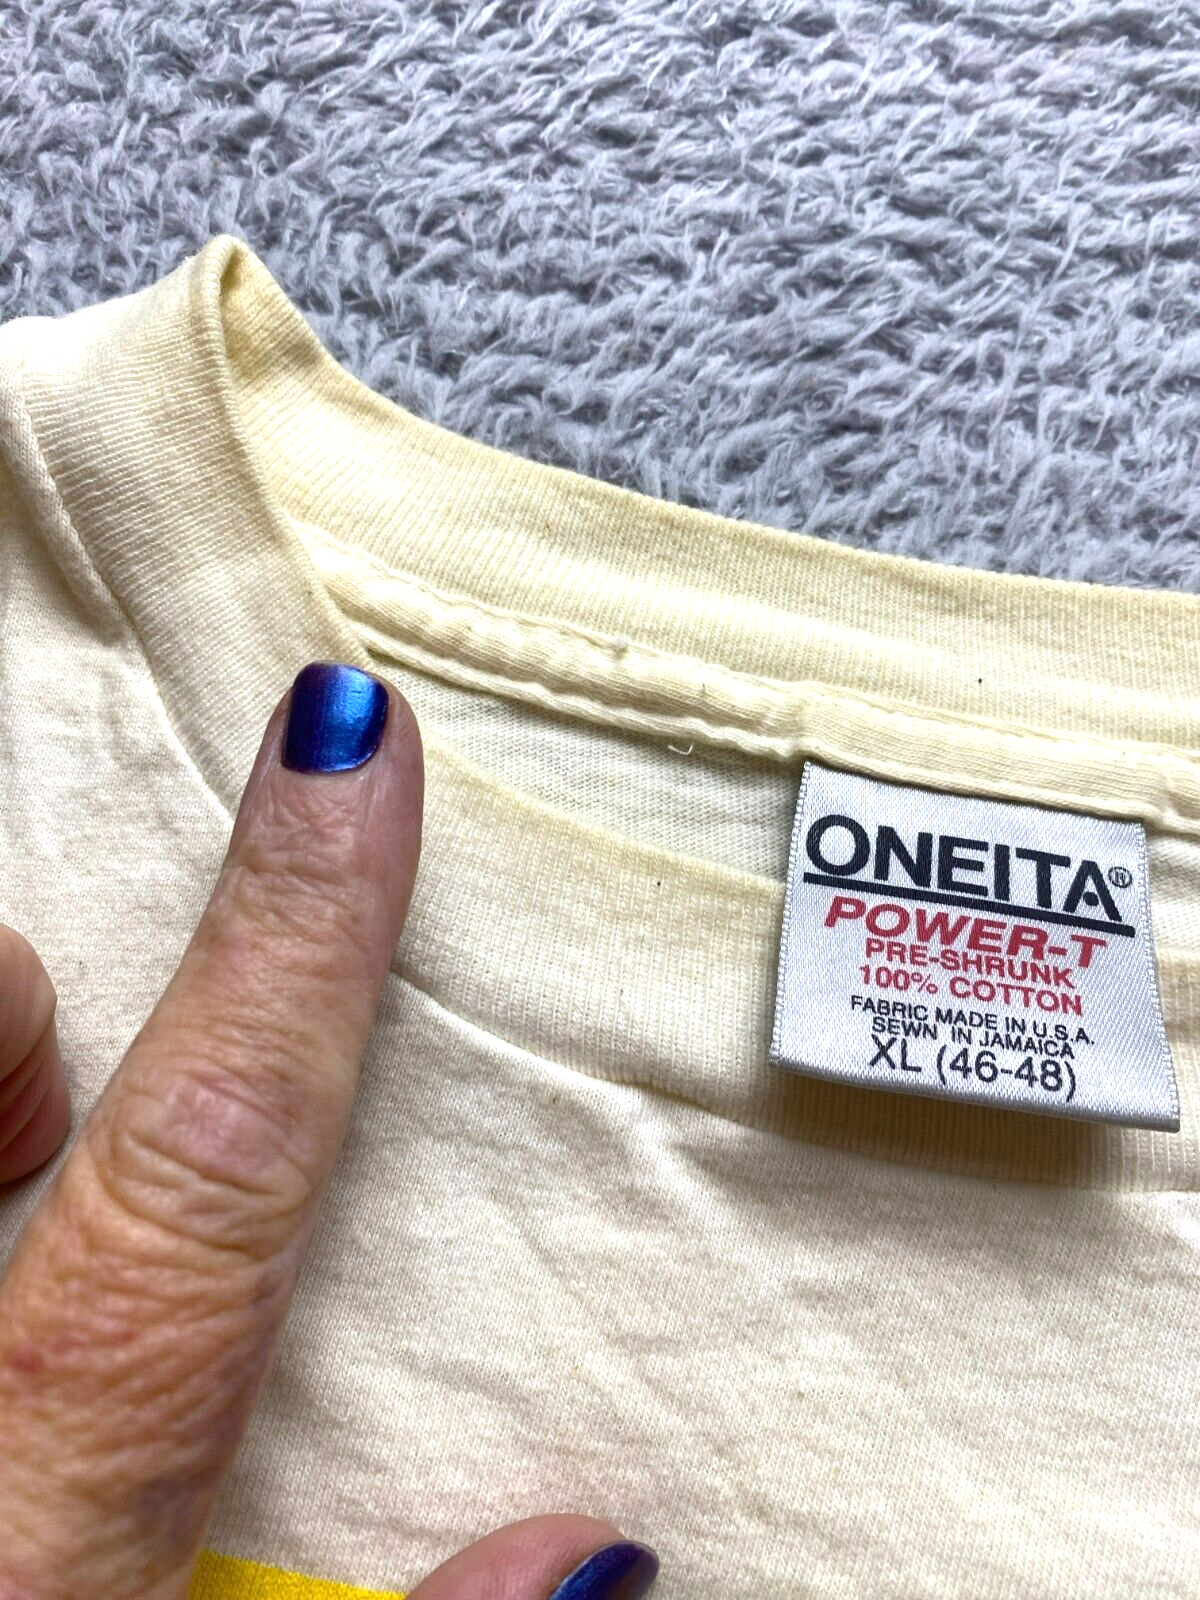 ONEITA®
POWER-T
PRE-SHRUNK
100% COTTON
FABRIC MADE IN U.S.A.
SEWN IN JAMAICA
XL (46-48)